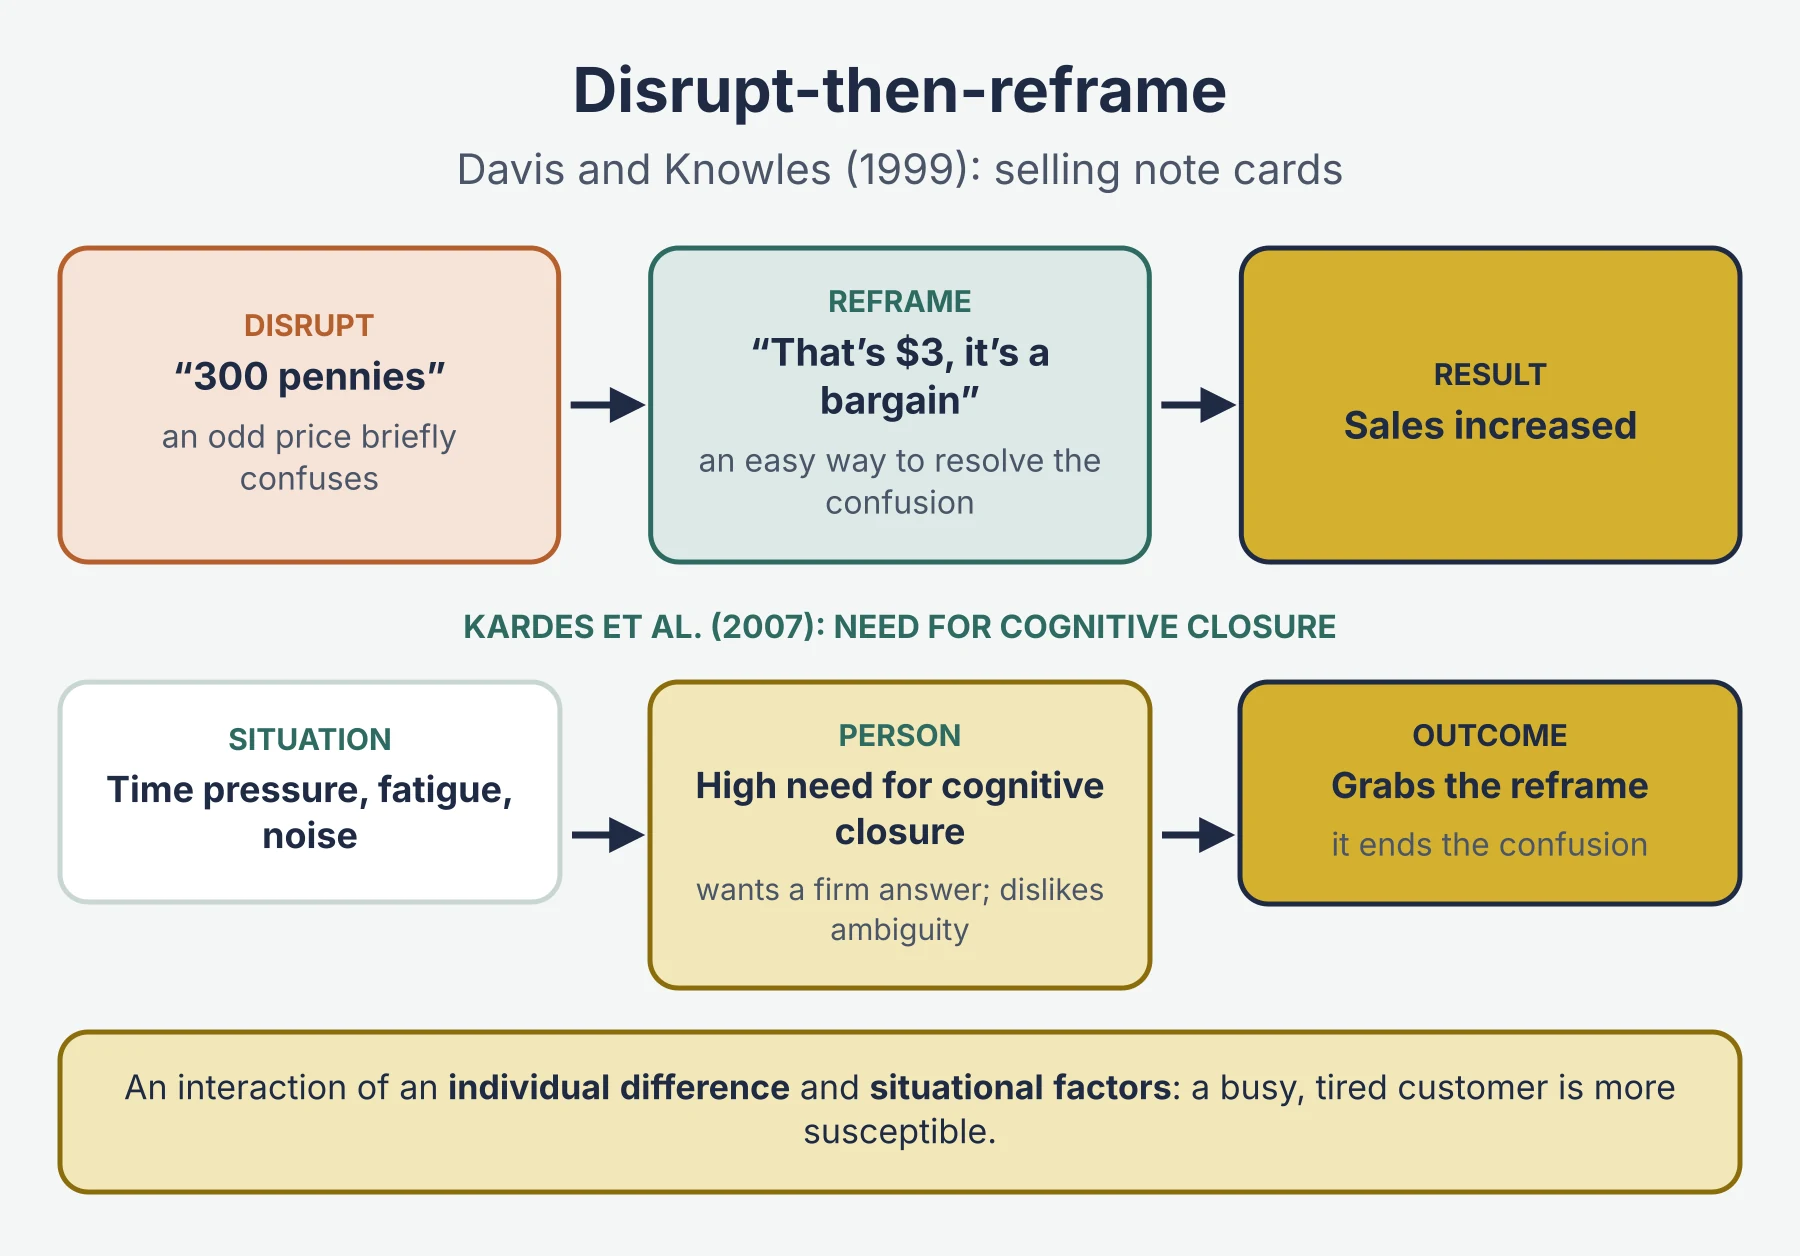 Disrupt-then-reframe
Davis and Knowles (1999): selling note cards
DISRUPT
“300 pennies”
an odd price briefly
confuses
REFRAME
“That’s $3, it’s a
bargain”
an easy way to resolve the
confusion
RESULT
Sales increased
KARDES ET AL. (2007): NEED FOR COGNITIVE CLOSURE
SITUATION
Time pressure, fatigue,
noise
PERSON
High need for cognitive
closure
wants a firm answer; dislikes
ambiguity
OUTCOME
Grabs the reframe
it ends the confusion
An interaction of an individual difference and situational factors: a busy, tired customer is more
susceptible.